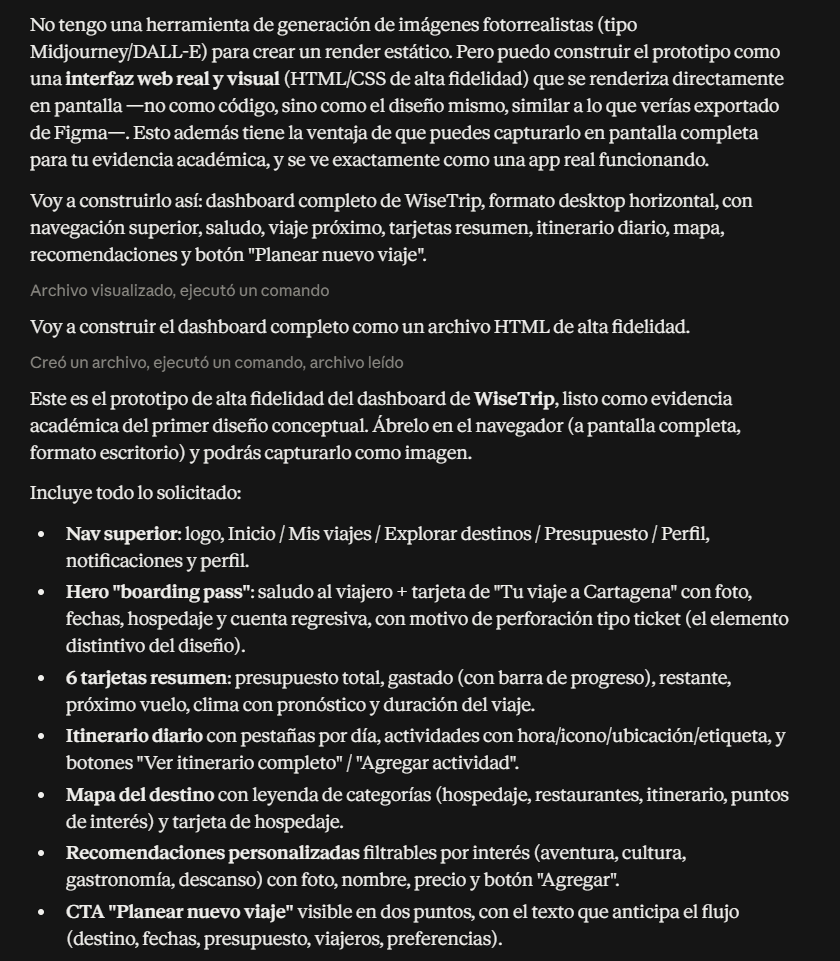 No tengo una herramienta de generación de imágenes fotorrealistas (tipo
Midjourney/DALL-E) para crear un render estático. Pero puedo construir el prototipo como
una interfaz web real y visual (HTML/CSS de alta fidelidad) que se renderiza directamente
en pantalla —no como código, sino como el diseño mismo, similar a lo que verías exportado
de Figma—. Esto además tiene la ventaja de que puedes capturarlo en pantalla completa
para tu evidencia académica, y se ve exactamente como una app real funcionando.
Voy a construirlo así: dashboard completo de WiseTrip, formato desktop horizontal, con
navegación superior, saludo, viaje próximo, tarjetas resumen, itinerario diario, mapa,
recomendaciones y botón "Planear nuevo viaje".
Archivo visualizado, ejecutó un comando
Voy a construir el dashboard completo como un archivo HTML de alta fidelidad.
Creó un archivo, ejecutó un comando, archivo leído
Este es el prototipo de alta fidelidad del dashboard de WiseTrip, listo como evidencia
académica del primer diseño conceptual. Ábrelo en el navegador (a pantalla completa,
formato escritorio) y podrás capturarlo como imagen.
Incluye todo lo solicitado:
• Nav superior: logo, Inicio / Mis viajes / Explorar destinos / Presupuesto / Perfil,
notificaciones y perfil.
• Hero "boarding pass": saludo al viajero + tarjeta de "Tu viaje a Cartagena" con foto,
fechas, hospedaje y cuenta regresiva, con motivo de perforación tipo ticket (el elemento
distintivo del diseño).
• 6 tarjetas resumen: presupuesto total, gastado (con barra de progreso), restante,
próximo vuelo, clima con pronóstico y duración del viaje.
• Itinerario diario con pestañas por día, actividades con hora/icono/ubicación/etiqueta, y
botones "Ver itinerario completo" / "Agregar actividad".
• Mapa del destino con leyenda de categorías (hospedaje, restaurantes, itinerario, puntos
de interés) y tarjeta de hospedaje.
• Recomendaciones personalizadas filtrables por interés (aventura, cultura,
gastronomía, descanso) con foto, nombre, precio y botón "Agregar".
• CTA "Planear nuevo viaje" visible en dos puntos, con el texto que anticipa el flujo
(destino, fechas, presupuesto, viajeros, preferencias).